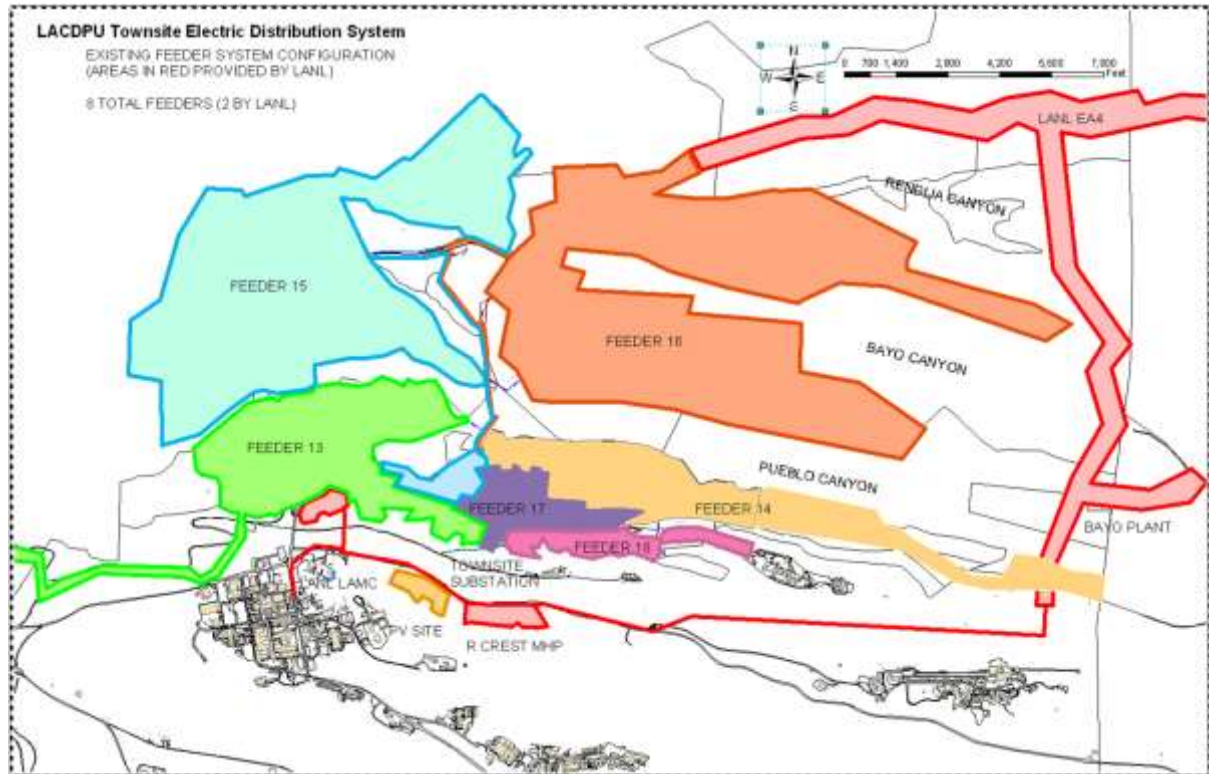 LACDPU Townsite Electric Distribution System
EXISTING FEEDER SYSTEM CONFIGURATION
(AREAS IN RED PROVIDED BY LANL)
8 TOTAL FEEDERS (2 BY LANL)
N
W E
S
0 700 1,400 2,800 4,200 5,600 7,000
Feet
LANL EA4
RENDIJA CANYON
FEEDER 15
FEEDER 16
BAYO CANYON
FEEDER 13
PUEBLO CANYON
FEEDER 17
FEEDER 14
BAYO PLANT
FEEDER 18
TOWNSITE
SUBSTATION
LANL LAMC
PV SITE
R CREST MHP